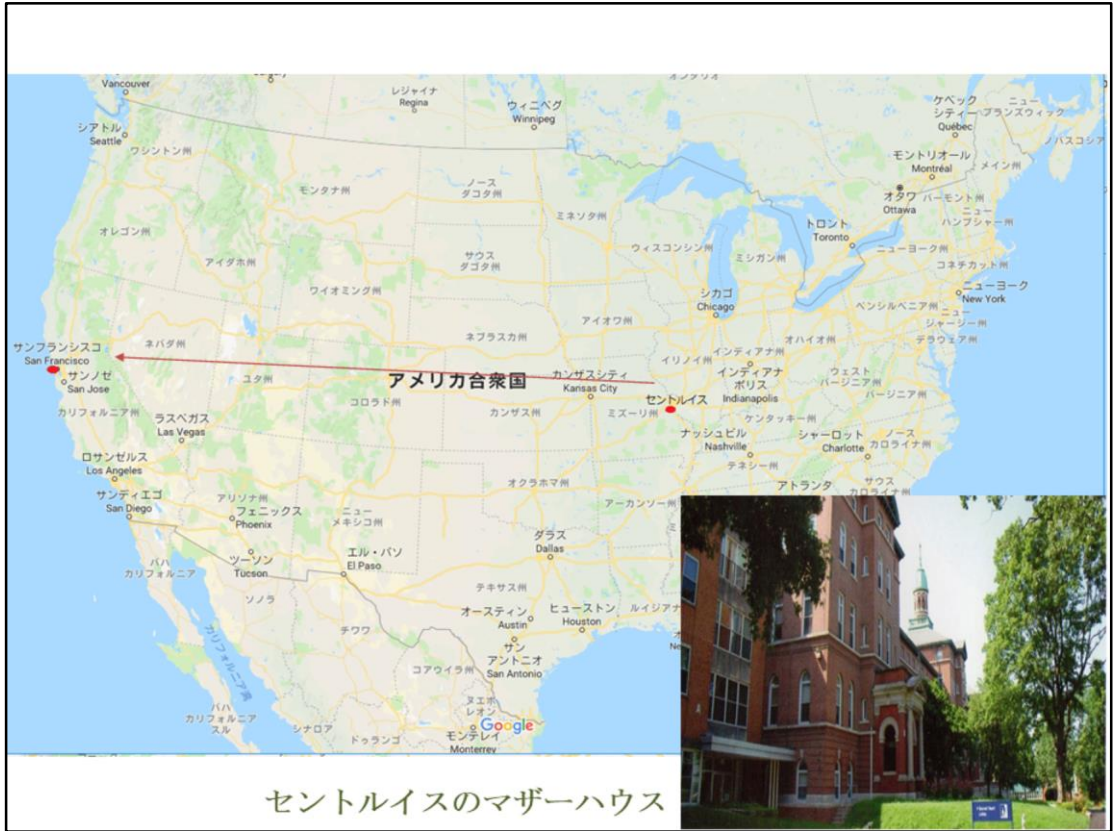 Vancouver
レジャイナ
Regina
ウィニペグ
Winnipeg
オンタリオ
ケベック
シティー
Québec
ニュー
ブランズウィック
ノバスコシア
シアトル
Seattle
ワシントン州
モンタナ州
ノース
ダコタ州
ミネソタ州
モントリオール
Montréal
メイン州
オタワ
Ottawa
バーモント州
ニュー
ハンプシャー州
トロント
Toronto
オレゴン州
アイダホ州
サウス
ダコタ州
ウィスコンシン州
ミシガン州
ニューヨーク州
コネチカット州
ワイオミング州
シカゴ
Chicago
ニューヨーク
New York
ペンシルベニア州
ニュー
ジャージー州
アイオワ州
ネブラスカ州
オハイオ州
デラウェア州
サンフランシスコ
San Francisco
ネバダ州
ユタ州
アメリカ合衆国
カンザスシティ
Kansas City
イリノイ州
インディアナ州
インディアナ
ポリス
Indianapolis
ウェスト
バージニア州
バージニア州
サンノゼ
San Jose
カリフォルニア州
コロラド州
カンザス州
ミズーリ州
セントルイス
ケンタッキー州
ラスベガス
Las Vegas
ナッシュビル
Nashville
シャーロット
Charlotte
ノース
カロライナ州
テネシー州
ロサンゼルス
Los Angeles
オクラホマ州
アーカンソー州
アトランタ
サウス
カロライナ州
サンディエゴ
San Diego
アリゾナ州
フェニックス
Phoenix
ニュー
メキシコ州
ダラス
Dallas
ツーソン
Tucson
エル・パソ
El Paso
バハ
カリフォルニア
ソノラ
テキサス州
オースティン
Austin
ヒューストン
Houston
ルイジアナ
チワワ
カリフォルニア湾
サン
アントニオ
San Antonio
コアウイラ州
バハ
カリフォルニア
スル
シナロア
ドゥランゴ
ヌエボ
レオン
Google
モンテレイ
Monterrey
セントルイスのマザーハウス